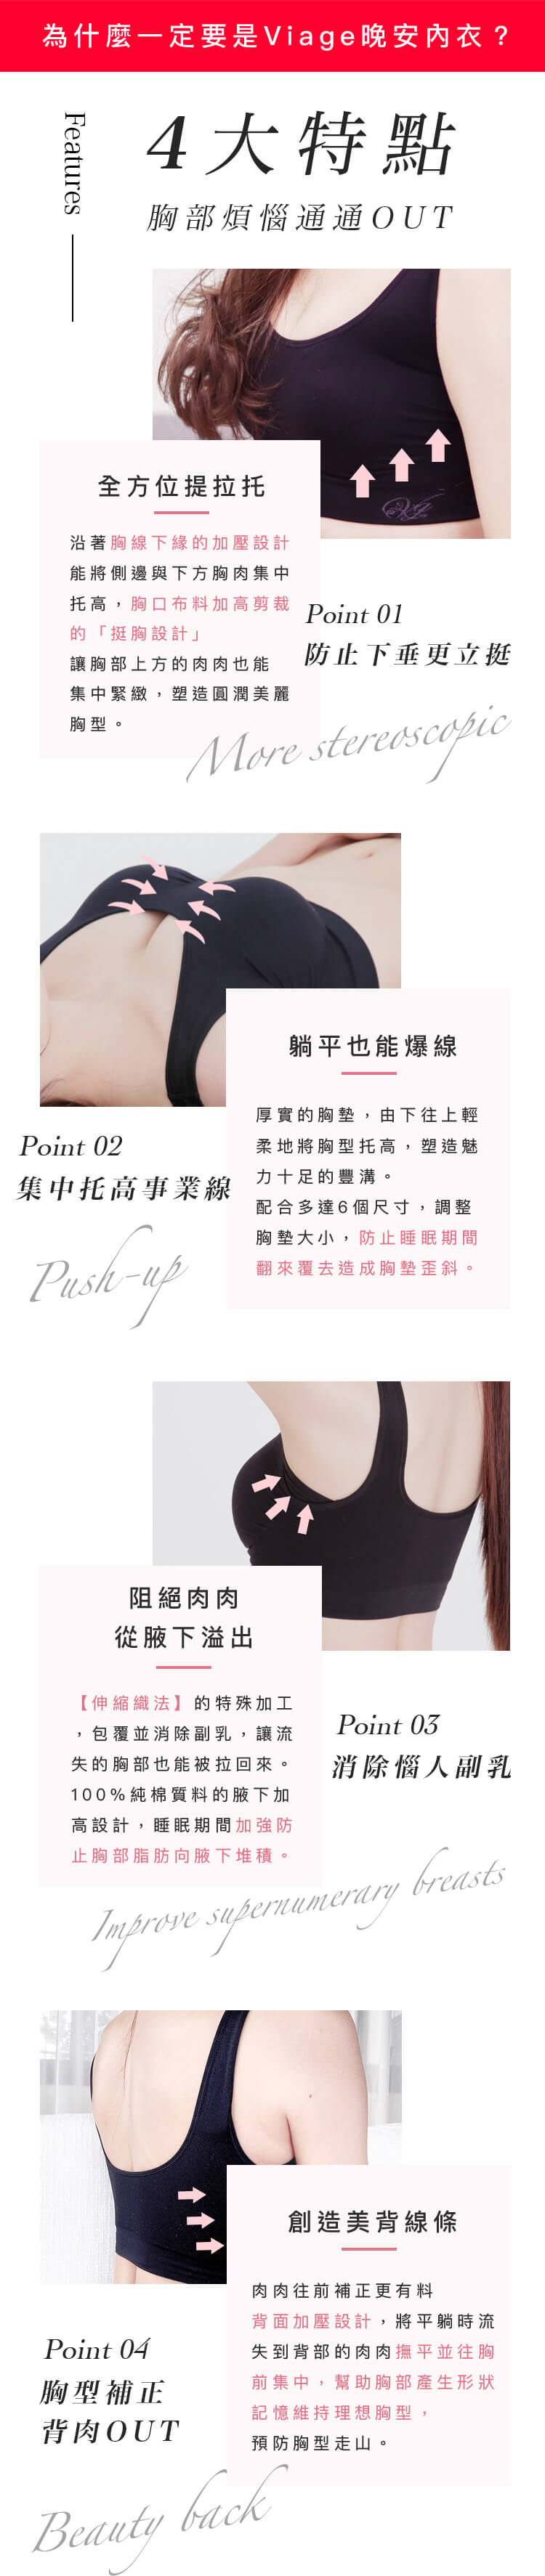 為什麼一定要是Viage晚安內衣？
Features
4大特點
胸部煩惱通通OUT
全方位提拉托
沿著胸線下緣的加壓設計
能將側邊與下方胸肉集中
托高，胸口布料加高剪裁
的「挺胸設計」
讓胸部上方的肉肉也能
集中緊緻，塑造圓潤美麗
胸型。
Point 01
防止下垂更立挺
More stereoscopic
躺平也能爆線
厚實的胸墊，由下往上輕
柔地將胸型托高，塑造魅
力十足的豐溝。
配合多達6個尺寸，調整
胸墊大小，防止睡眠期間
翻來覆去造成胸墊歪斜。
Point 02
集中托高事業線
Push-up
阻絕肉肉
從腋下溢出
【伸縮織法】的特殊加工
，包覆並消除副乳，讓流
失的胸部也能被拉回來。
100%純棉質料的腋下加
高設計，睡眠期間加強防
止胸部脂肪向腋下堆積。
Point 03
消除惱人副乳
Improve supernumerary breasts
創造美背線條
肉肉往前補正更有料
背面加壓設計，將平躺時流
失到背部的肉肉撫平並往胸
前集中，幫助胸部產生形狀
記憶維持理想胸型，
預防胸型走山。
Point 04
胸型補正
背肉OUT
Beauty back